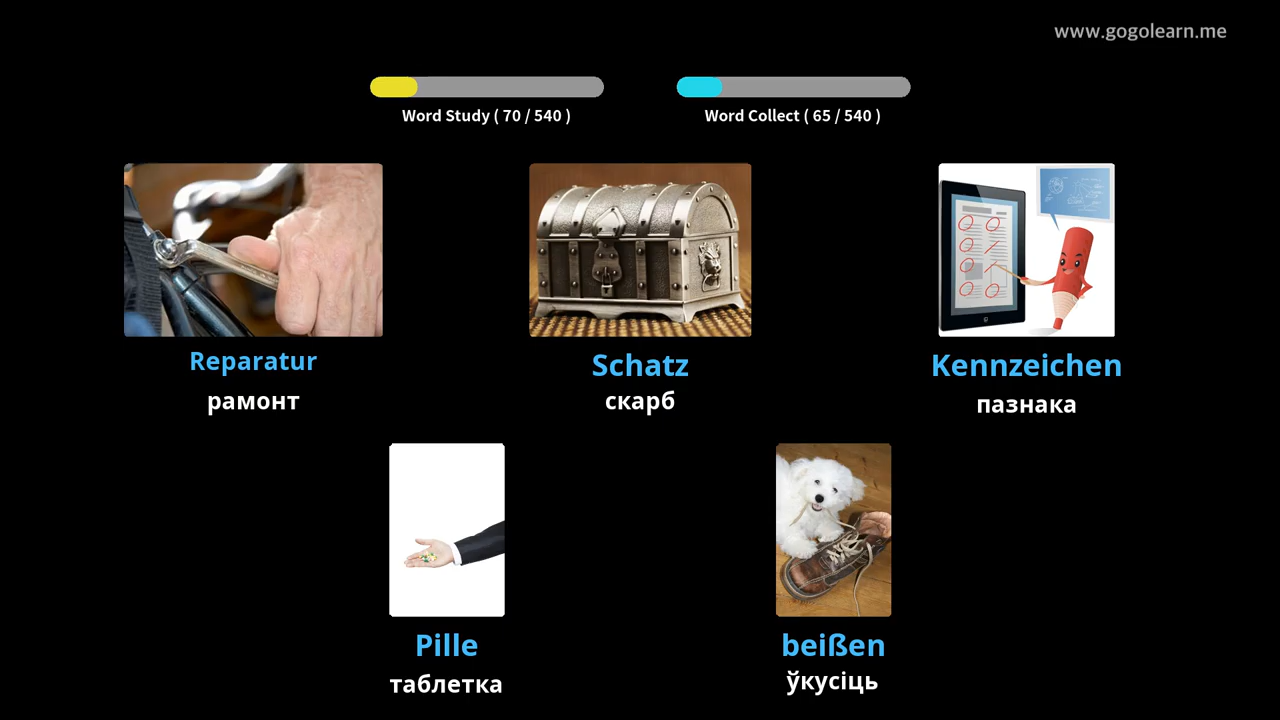 www.gogolearn.me
Word Study ( 70 / 540 )
Word Collect ( 65 / 540 )
Reparatur
рамонт
Schatz
скарб
Kennzeichen
пазнака
Pille
таблетка
beißen
ўкусіць